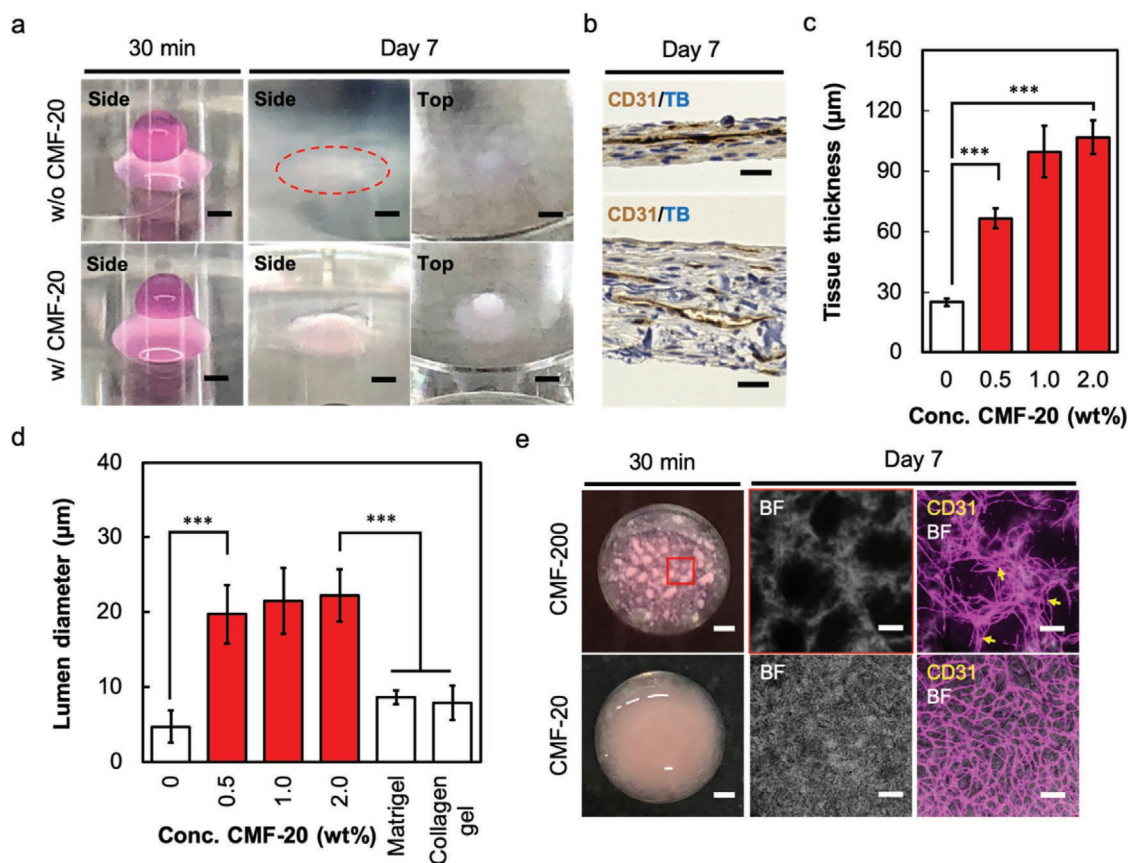 a
30 min
Day 7
w/o CMF-20
Side
Side
Top
w/ CMF-20
Side
Side
Top
b
Day 7
CD31/TB
CD31/TB
c
Tissue thickness (µm)
150
120
90
60
30
0
***
***
0
0.5
1.0
2.0
Conc. CMF-20 (wt%)
d
Lumen diameter (µm)
40
30
20
10
0
***
***
0
0.5
1.0
2.0
Matrigel
Collagen
gel
Conc. CMF-20 (wt%)
e
30 min
Day 7
CMF-200
BF
CD31
BF
CMF-20
BF
CD31
BF